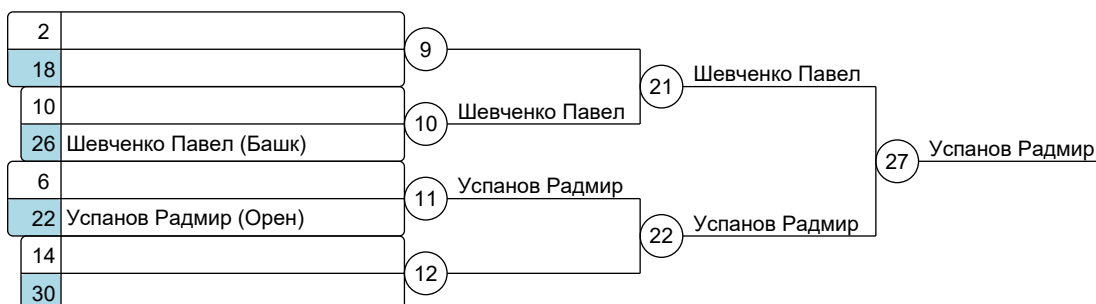 2
18
9
10
26 Шевченко Павел (Башк)
10 Шевченко Павел
21 Шевченко Павел
6
22 Успанов Радмир (Орен)
11 Успанов Радмир
14
30
12
22 Успанов Радмир
27 Успанов Радмир